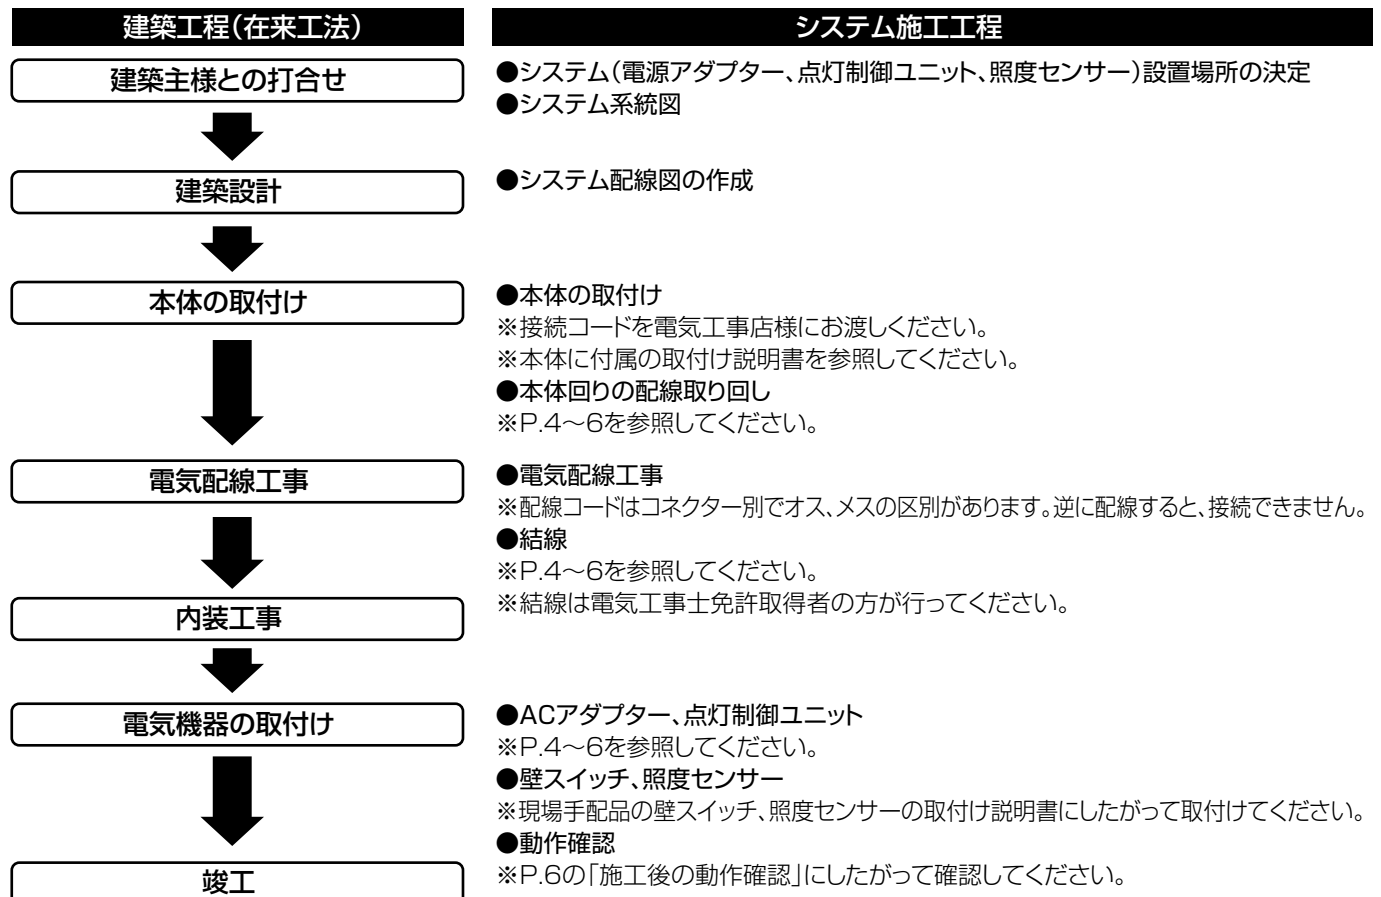 建築工程（在来工法）
システム施工工程
建築主様との打合せ
●システム（電源アダプター、点灯制御ユニット、照度センサー）設置場所の決定
●システム系統図
建築設計
●システム配線図の作成
本体の取付け
●本体の取付け
※接続コードを電気工事店様にお渡しください。
※本体に付属の取付け説明書を参照してください。
●本体回りの配線取り回し
※P.4～6を参照してください。
電気配線工事
●電気配線工事
※配線コードはコネクター別でオス、メスの区別があります。逆に配線すると、接続できません。
●結線
※P.4～6を参照してください。
※結線は電気工事士免許取得者の方が行ってください。
内装工事
電気機器の取付け
●ACアダプター、点灯制御ユニット
※P.4～6を参照してください。
●壁スイッチ、照度センサー
※現場手配品の壁スイッチ、照度センサーの取付け説明書にしたがって取付けてください。
●動作確認
※P.6の「施工後の動作確認」にしたがって確認してください。
竣工